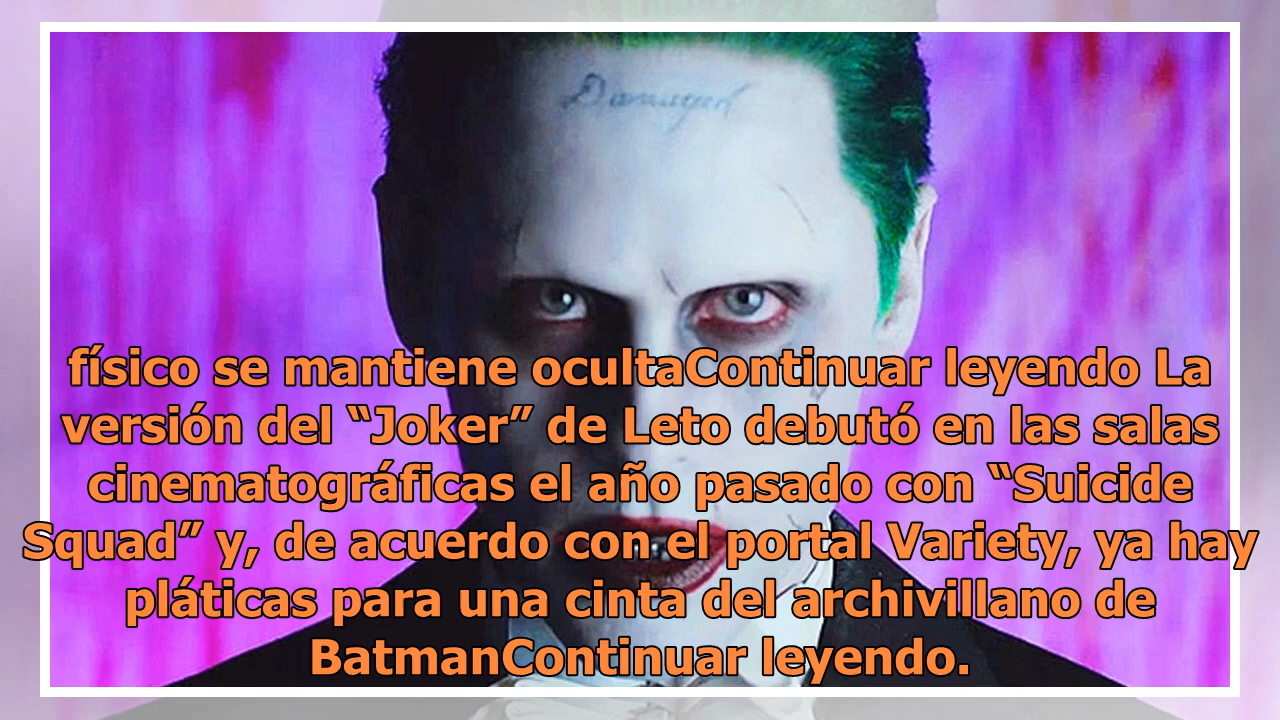 Damaged
físico se mantiene ocultaContinuar leyendo La
versión del “Joker” de Leto debutó en las salas
cinematográficas el año pasado con “Suicide
Squad” y, de acuerdo con el portal Variety, ya hay
pláticas para una cinta del archivillano de
BatmanContinuar leyendo.